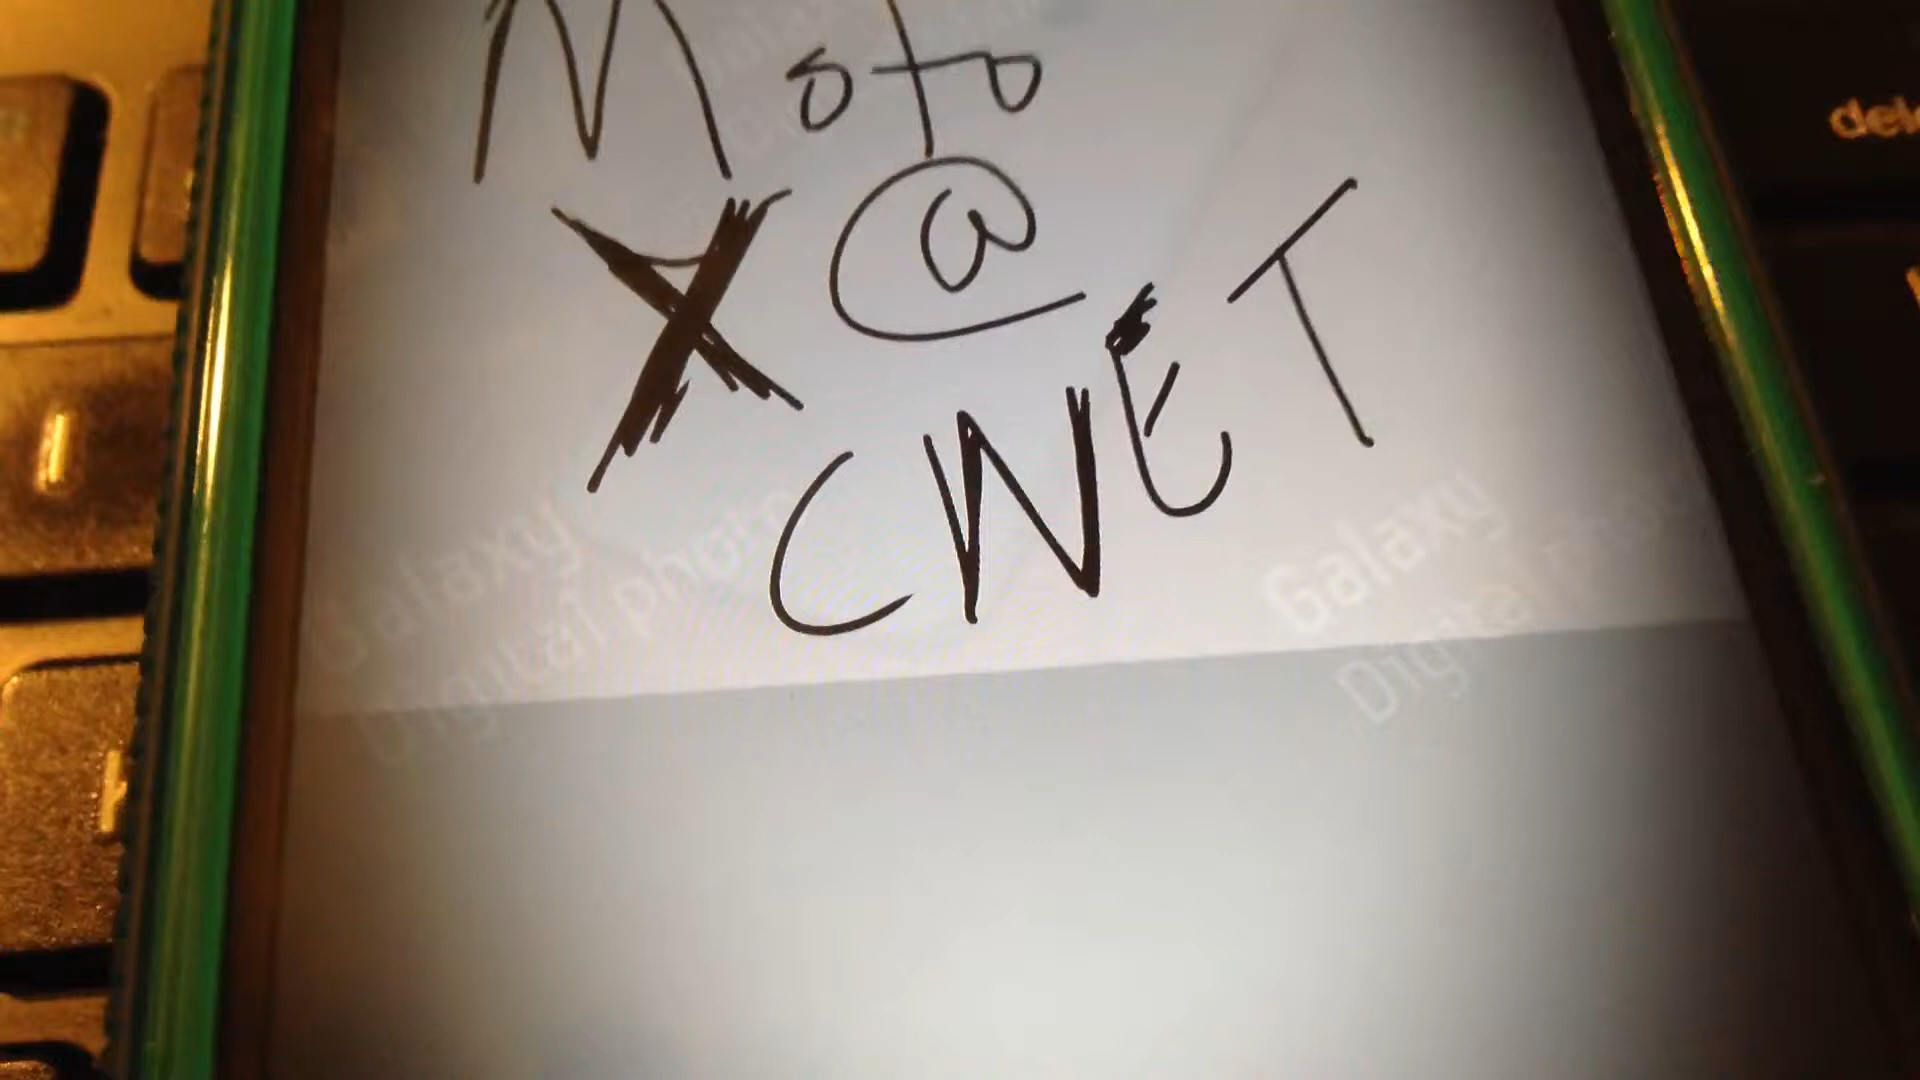 Moto
X @
CNET
Galaxy
Digital photo
Galaxy
Digital